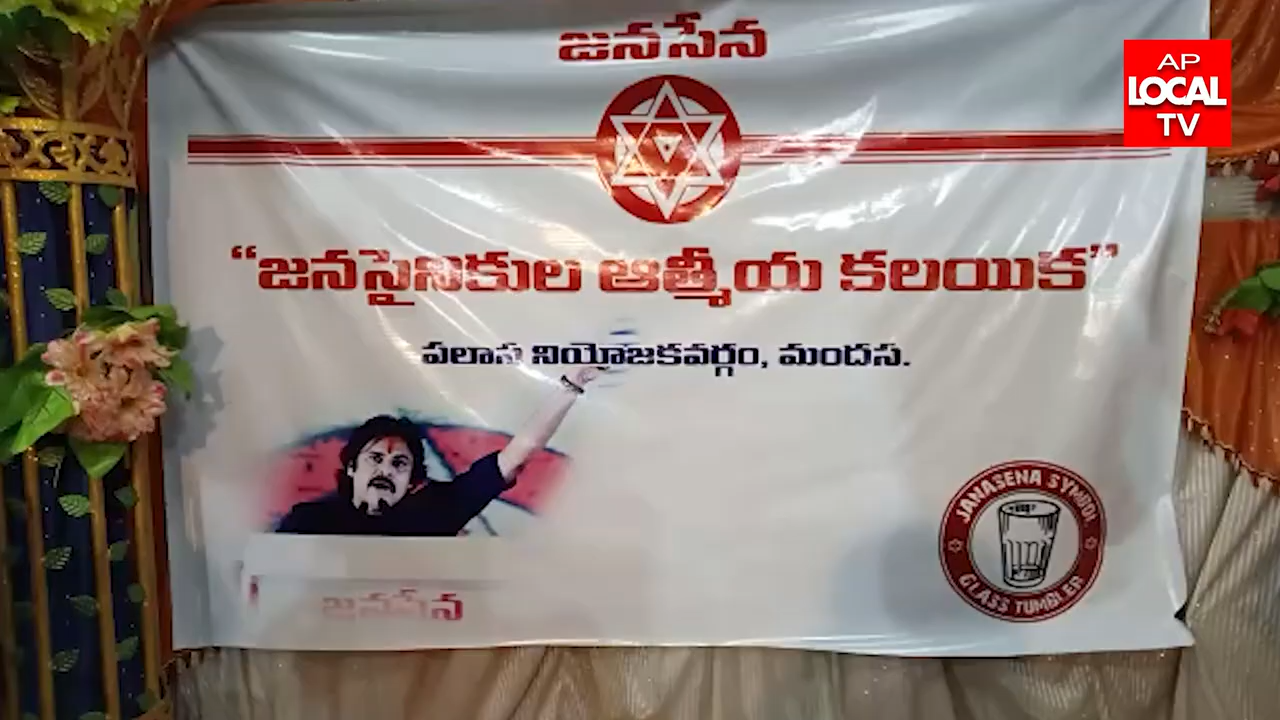 జనసేన
AP
LOCAL
TV
“జనసైనికుల ఆత్మీయ కలయిక”
పలాస నియోజకవర్గం, మందస.
JANASENA SYMBOL
GLASS TUMBLER
జనసేన